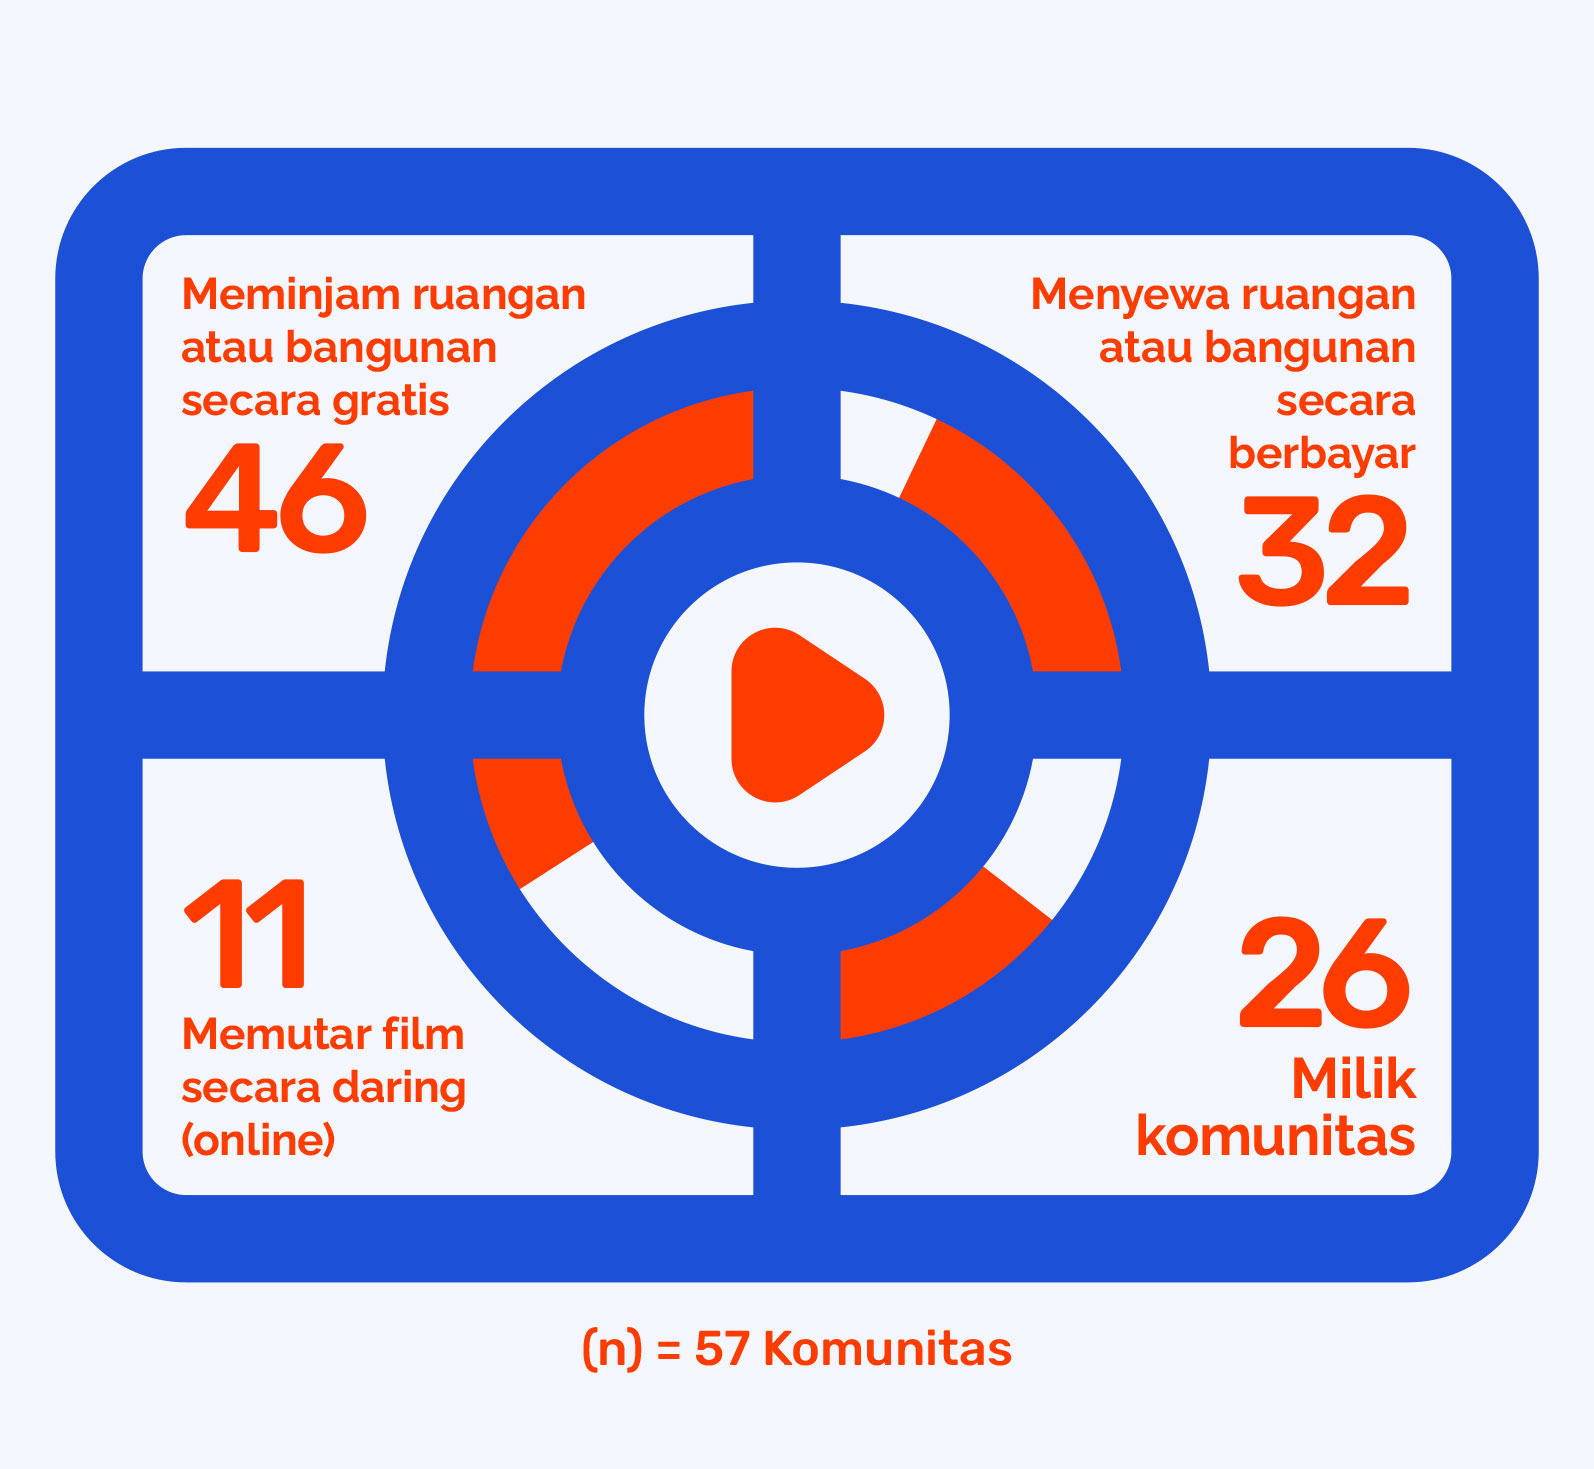 Meminjam ruangan
atau bangunan
secara gratis
46
Menyewa ruangan
atau bangunan
secara
berbayar
32
11
Memutar film
secara daring
(online)
26
Milik
komunitas
(n) = 57 Komunitas